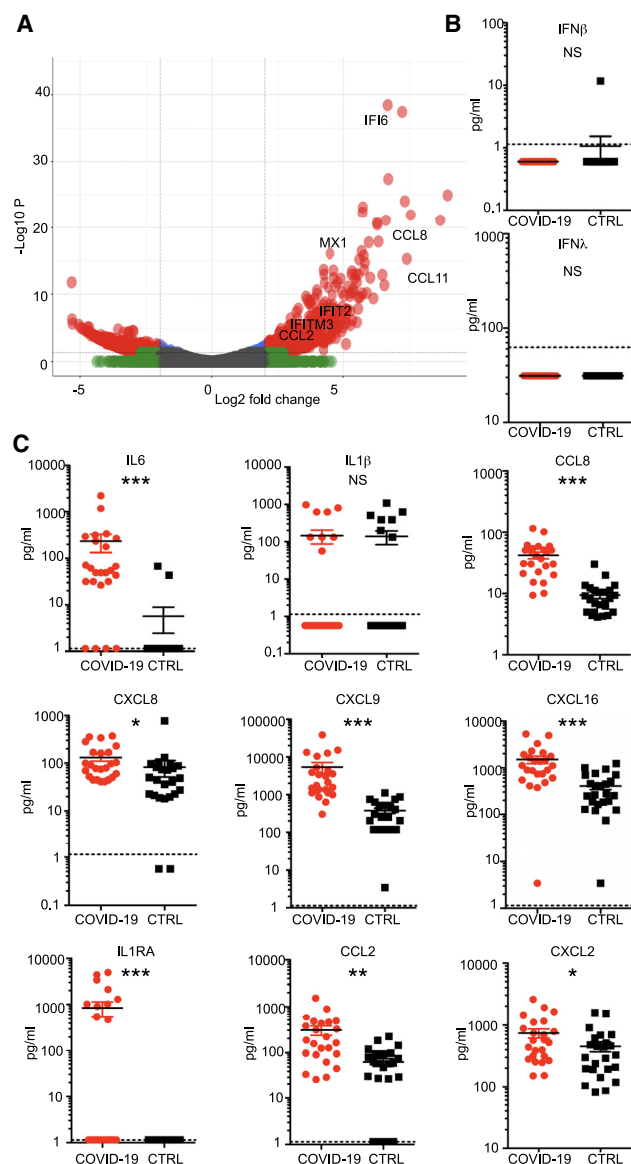 A
-Log10 P
40
30
20
10
0
-5
0
5
Log2 fold change
IFI6
CCL8
MX1
CCL11
IFIT2
IFITM3
CCL2
B
IFNβ
NS
pg/ml
100
10
1
0.1
COVID-19 CTRL
IFNλ
NS
pg/ml
1000
100
10
COVID-19 CTRL
C
IL6
***
pg/ml
10000
1000
100
10
1
COVID-19 CTRL
IL1β
NS
pg/ml
10000
1000
100
10
1
0.1
COVID-19 CTRL
CCL8
***
pg/ml
1000
100
10
1
COVID-19 CTRL
CXCL8
*
pg/ml
1000
100
10
1
0.1
COVID-19 CTRL
CXCL9
***
pg/ml
100000
10000
1000
100
10
1
COVID-19 CTRL
CXCL16
***
pg/ml
10000
1000
100
10
1
COVID-19 CTRL
IL1RA
***
pg/ml
10000
1000
100
10
1
COVID-19 CTRL
CCL2
**
pg/ml
10000
1000
100
10
1
COVID-19 CTRL
CXCL2
*
pg/ml
10000
1000
100
10
COVID-19 CTRL